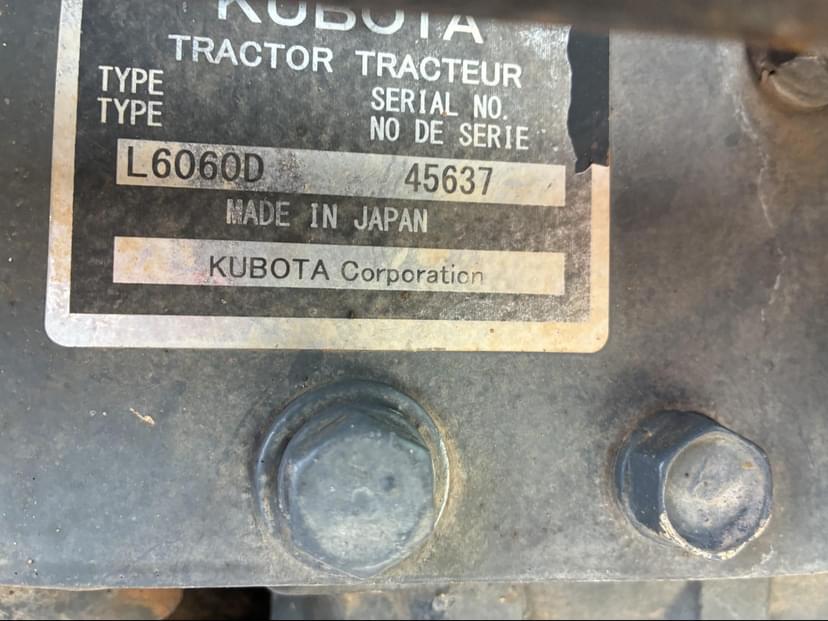 KUBOTA
TRACTOR TRACTEUR
TYPE
TYPE
SERIAL NO.
NO DE SERIE
L6060D 45637
MADE IN JAPAN
KUBOTA Corporation